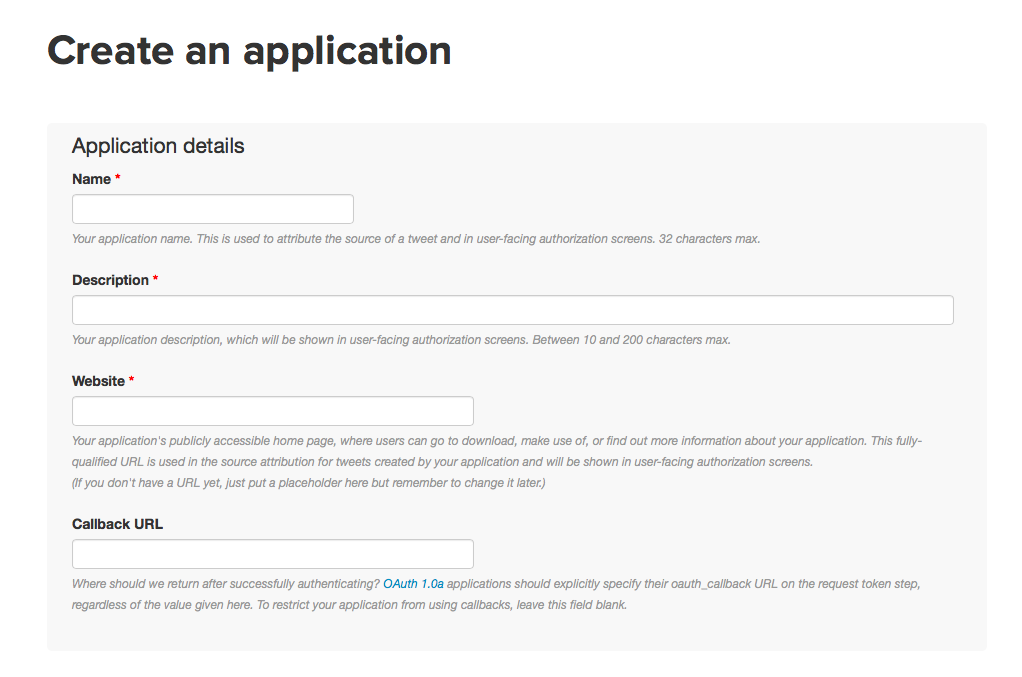 Create an application
Application details
Name *
Your application name. This is used to attribute the source of a tweet and in user-facing authorization screens. 32 characters max.
Description *
Your application description, which will be shown in user-facing authorization screens. Between 10 and 200 characters max.
Website *
Your application's publicly accessible home page, where users can go to download, make use of, or find out more information about your application. This fully-
qualified URL is used in the source attribution for tweets created by your application and will be shown in user-facing authorization screens.
(If you don't have a URL yet, just put a placeholder here but remember to change it later.)
Callback URL
Where should we return after successfully authenticating? OAuth 1.0a applications should explicitly specify their oauth_callback URL on the request token step,
regardless of the value given here. To restrict your application from using callbacks, leave this field blank.